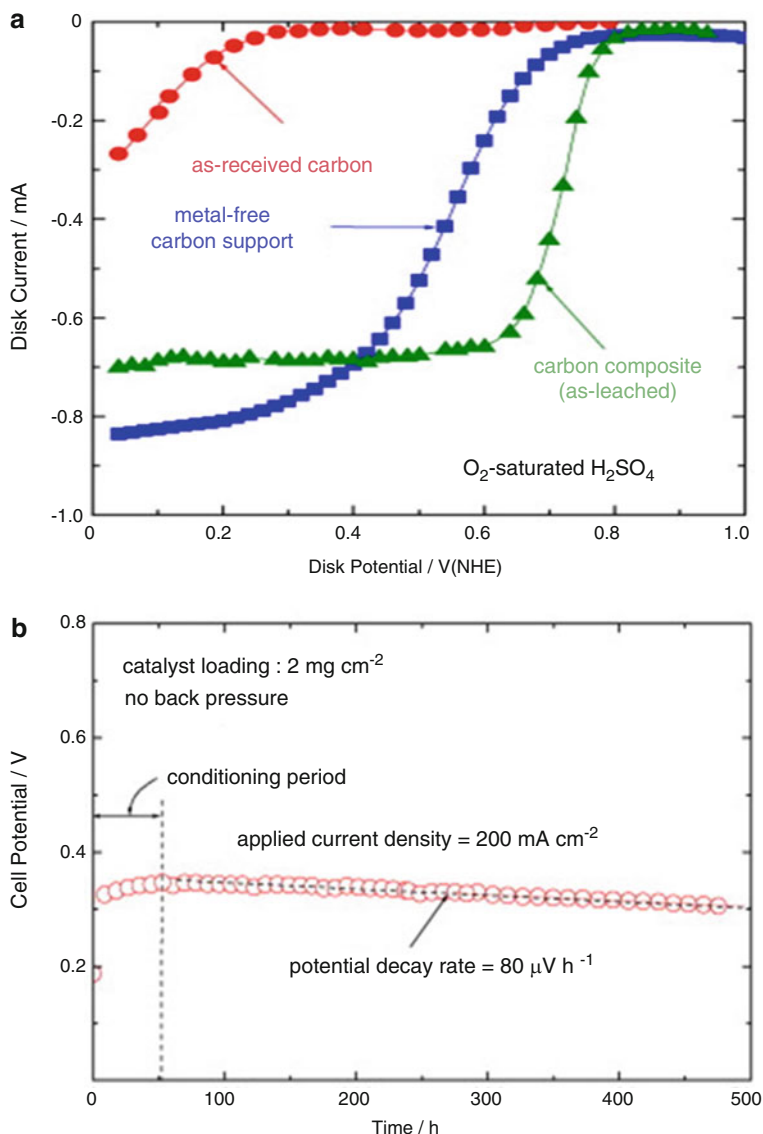 a
0
-0.2
-0.4
-0.6
-0.8
-1.0
Disk Current / mA
as-received carbon
metal-free
carbon support
carbon composite
(as-leached)
O₂-saturated H₂SO₄
0 0.2 0.4 0.6 0.8 1.0
Disk Potential / V(NHE)
b
0.8
0.6
0.4
0.2
Cell Potential / V
catalyst loading : 2 mg cm⁻²
no back pressure
conditioning period
applied current density = 200 mA cm⁻²
potential decay rate = 80 µV h⁻¹
0 100 200 300 400 500
Time / h